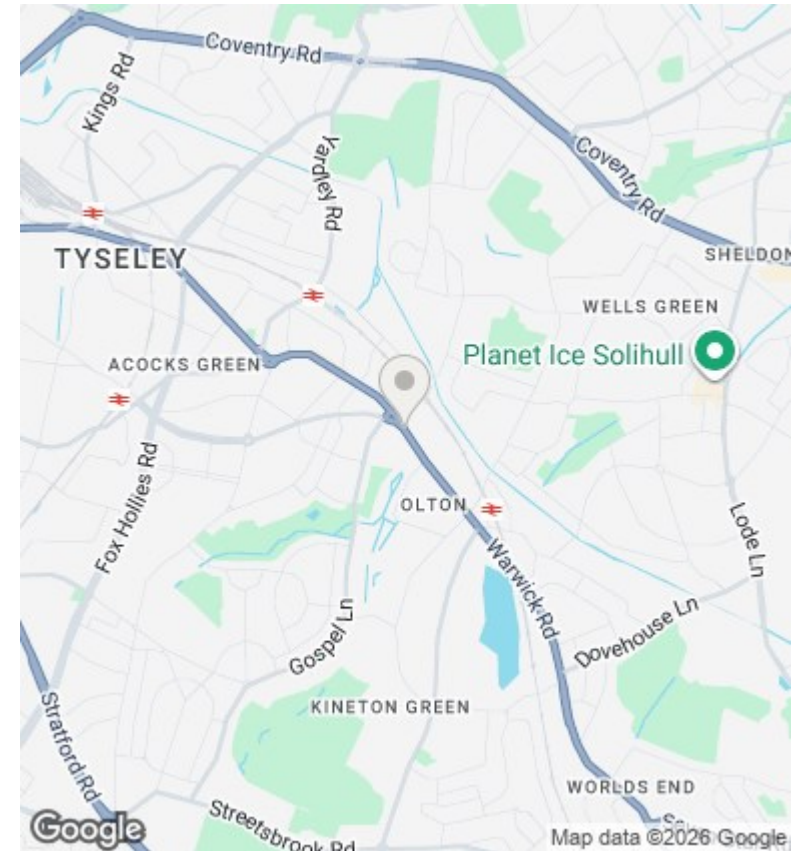 Coventry Rd
Kings Rd
Yardley Rd
Coventry Rd
TYSELEY
SHELDON
WELLS GREEN
Planet Ice Solihull
ACOCKS GREEN
Fox Hollies Rd
OLTON
Lode Ln
Warwick Rd
Dovehouse Ln
Gospel Ln
KINETON GREEN
Stratford Rd
WORLDS END
Streetsbrook Rd
Google
Map data ©2026 Google